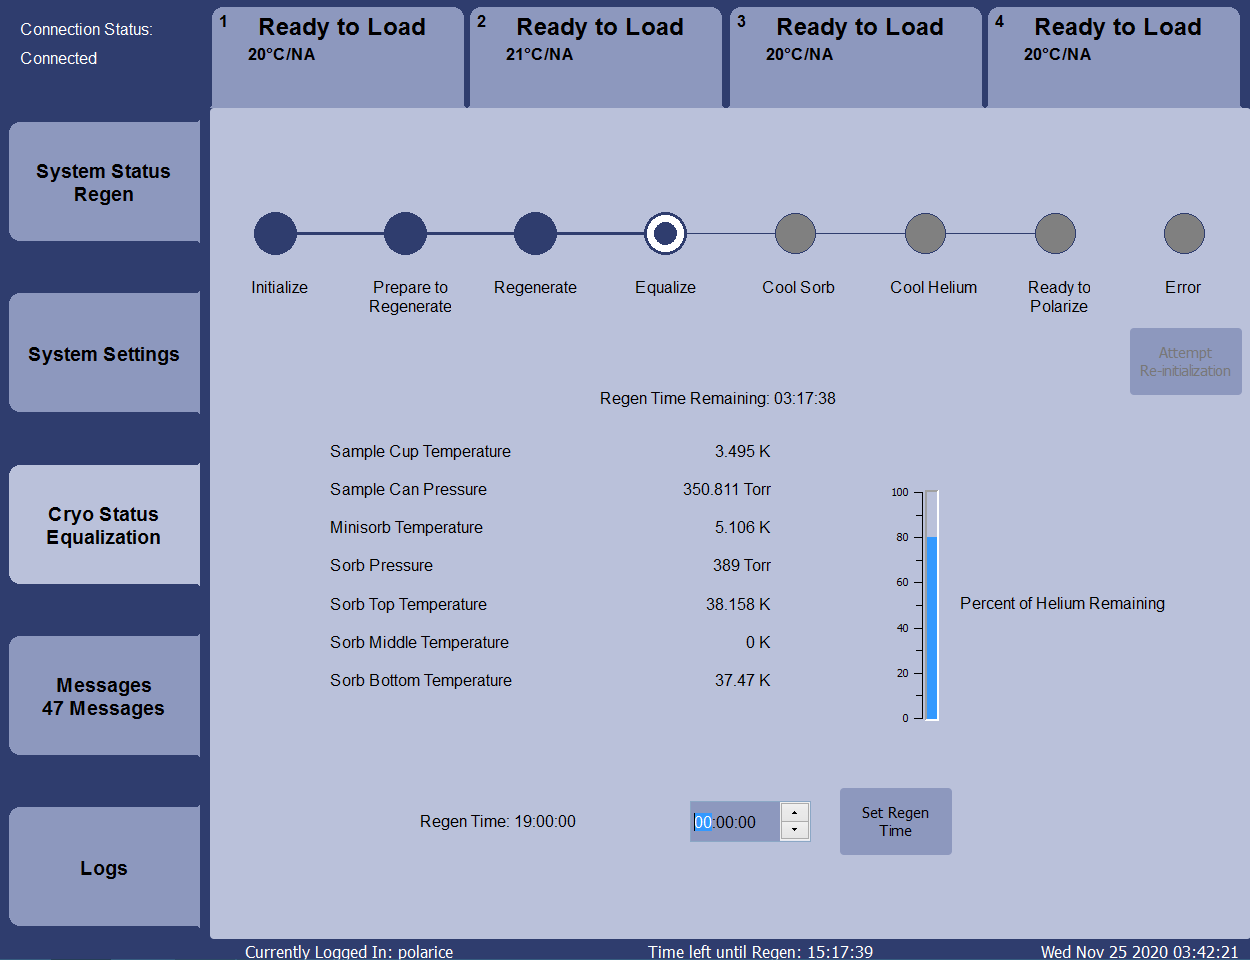 Connection Status:
Connected
1
Ready to Load
20°C/NA
2
Ready to Load
21°C/NA
3
Ready to Load
20°C/NA
4
Ready to Load
20°C/NA
System Status
Regen
System Settings
Cryo Status
Equalization
Messages
47 Messages
Logs
Initialize
Prepare to
Regenerate
Regenerate
Equalize
Cool Sorb
Cool Helium
Ready to
Polarize
Error
Attempt
Re-initialization
Regen Time Remaining: 03:17:38
Sample Cup Temperature 3.495 K
Sample Can Pressure 350.811 Torr
Minisorb Temperature 5.106 K
Sorb Pressure 389 Torr
Sorb Top Temperature 38.158 K
Sorb Middle Temperature 0 K
Sorb Bottom Temperature 37.47 K
100
80
60
40
20
0
Percent of Helium Remaining
Regen Time: 19:00:00
00:00:00
Set Regen
Time
Currently Logged In: polarice
Time left until Regen: 15:17:39
Wed Nov 25 2020 03:42:21